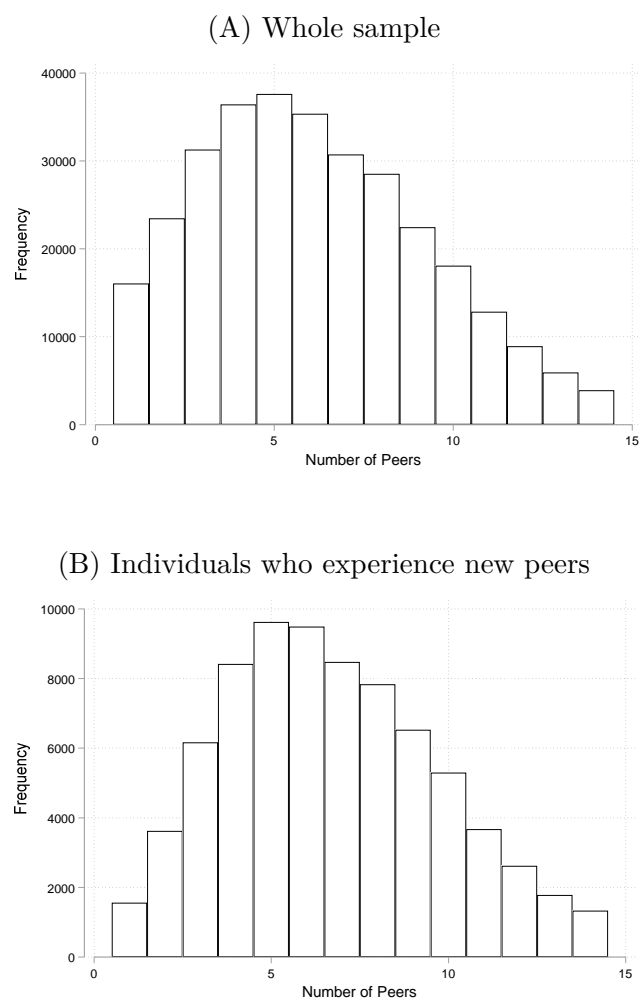 (A) Whole sample
40000
30000
20000
10000
0
Frequency
0 5 10 15
Number of Peers
(B) Individuals who experience new peers
10000
8000
6000
4000
2000
0
Frequency
0 5 10 15
Number of Peers